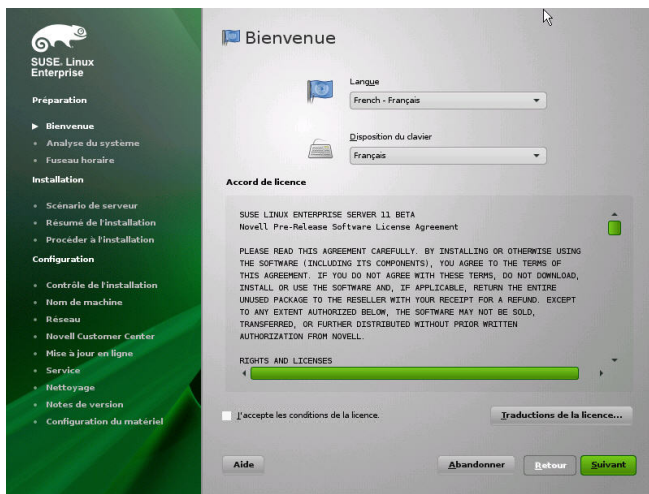 SUSE. Linux
Enterprise
Préparation
Bienvenue
Analyse du système
Fuseau horaire
Installation
Scénario de serveur
Résumé de l'installation
Procéder à l'installation
Configuration
Contrôle de l'installation
Nom de machine
Réseau
Novell Customer Center
Mise à jour en ligne
Service
Nettoyage
Notes de version
Configuration du matériel
Bienvenue
Langue
French - Français
Disposition du clavier
Français
Accord de licence
SUSE LINUX ENTERPRISE SERVER 11 BETA
Novell Pre-Release Software License Agreement
PLEASE READ THIS AGREEMENT CAREFULLY. BY INSTALLING OR OTHERWISE USING
THE SOFTWARE (INCLUDING ITS COMPONENTS), YOU AGREE TO THE TERMS OF
THIS AGREEMENT. IF YOU DO NOT AGREE WITH THESE TERMS, DO NOT DOWNLOAD,
INSTALL OR USE THE SOFTWARE AND, IF APPLICABLE, RETURN THE ENTIRE
UNUSED PACKAGE TO THE RESELLER WITH YOUR RECEIPT FOR A REFUND. EXCEPT
TO ANY EXTENT AUTHORIZED BELOW, THE SOFTWARE MAY NOT BE SOLD,
TRANSFERRED, OR FURTHER DISTRIBUTED WITHOUT PRIOR WRITTEN
AUTHORIZATION FROM NOVELL.
RIGHTS AND LICENSES
J'accepte les conditions de la licence.
Traductions de la licence...
Aide
Abandonner
Retour
Suivant